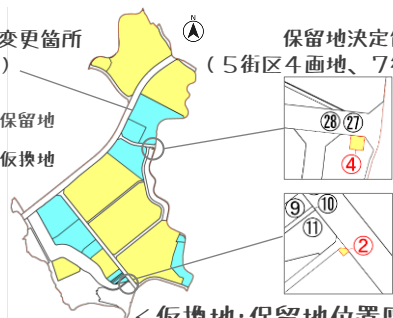 N
変更箇所
保留地決定
）
（５街区４画地、７
保留地
仮換地
28 27
4
9 10
11
2
＜仮換地・保留地位置